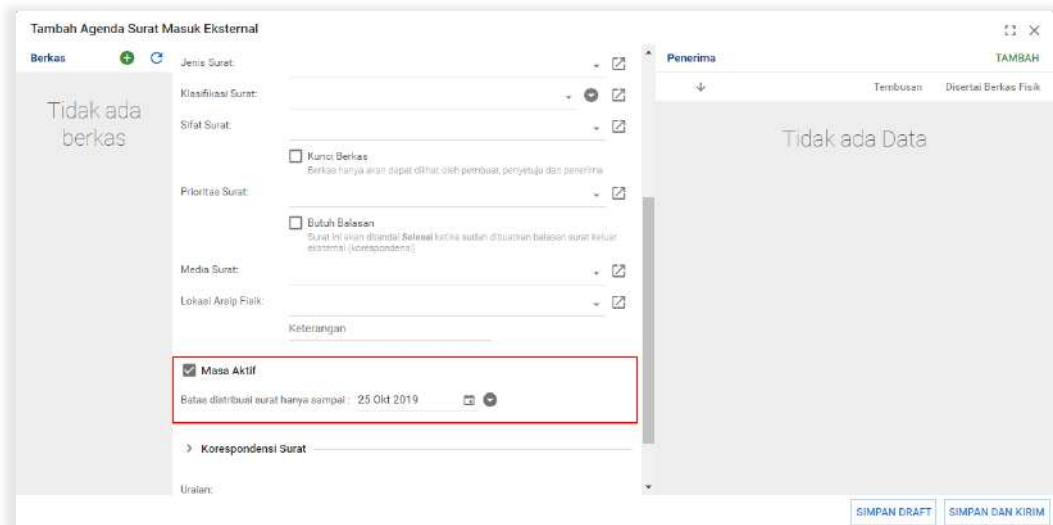 Tambah Agenda Surat Masuk Eksternal
Berkas
Tidak ada
berkas
Jenis Surat:
Klasifikasi Surat:
Sifat Surat:
Kunci Berkas
Berkas hanya akan dapat dilihat oleh pembuat, penyetuju dan penerima
Prioritas Surat:
Butuh Balasan
Surat ini akan ditandai Selesai ketika sudah dibuatkan balasan surat keluar
eksternal (korespondensi)
Media Surat:
Lokasi Arsip Fisik:
Keterangan
Masa Aktif
Batas distribusi surat hanya sampai : 25 Okt 2019
Korespondensi Surat
Uraian:
Penerima
TAMBAH
Tembusan Disertai Berkas Fisik
Tidak ada Data
SIMPAN DRAFT SIMPAN DAN KIRIM